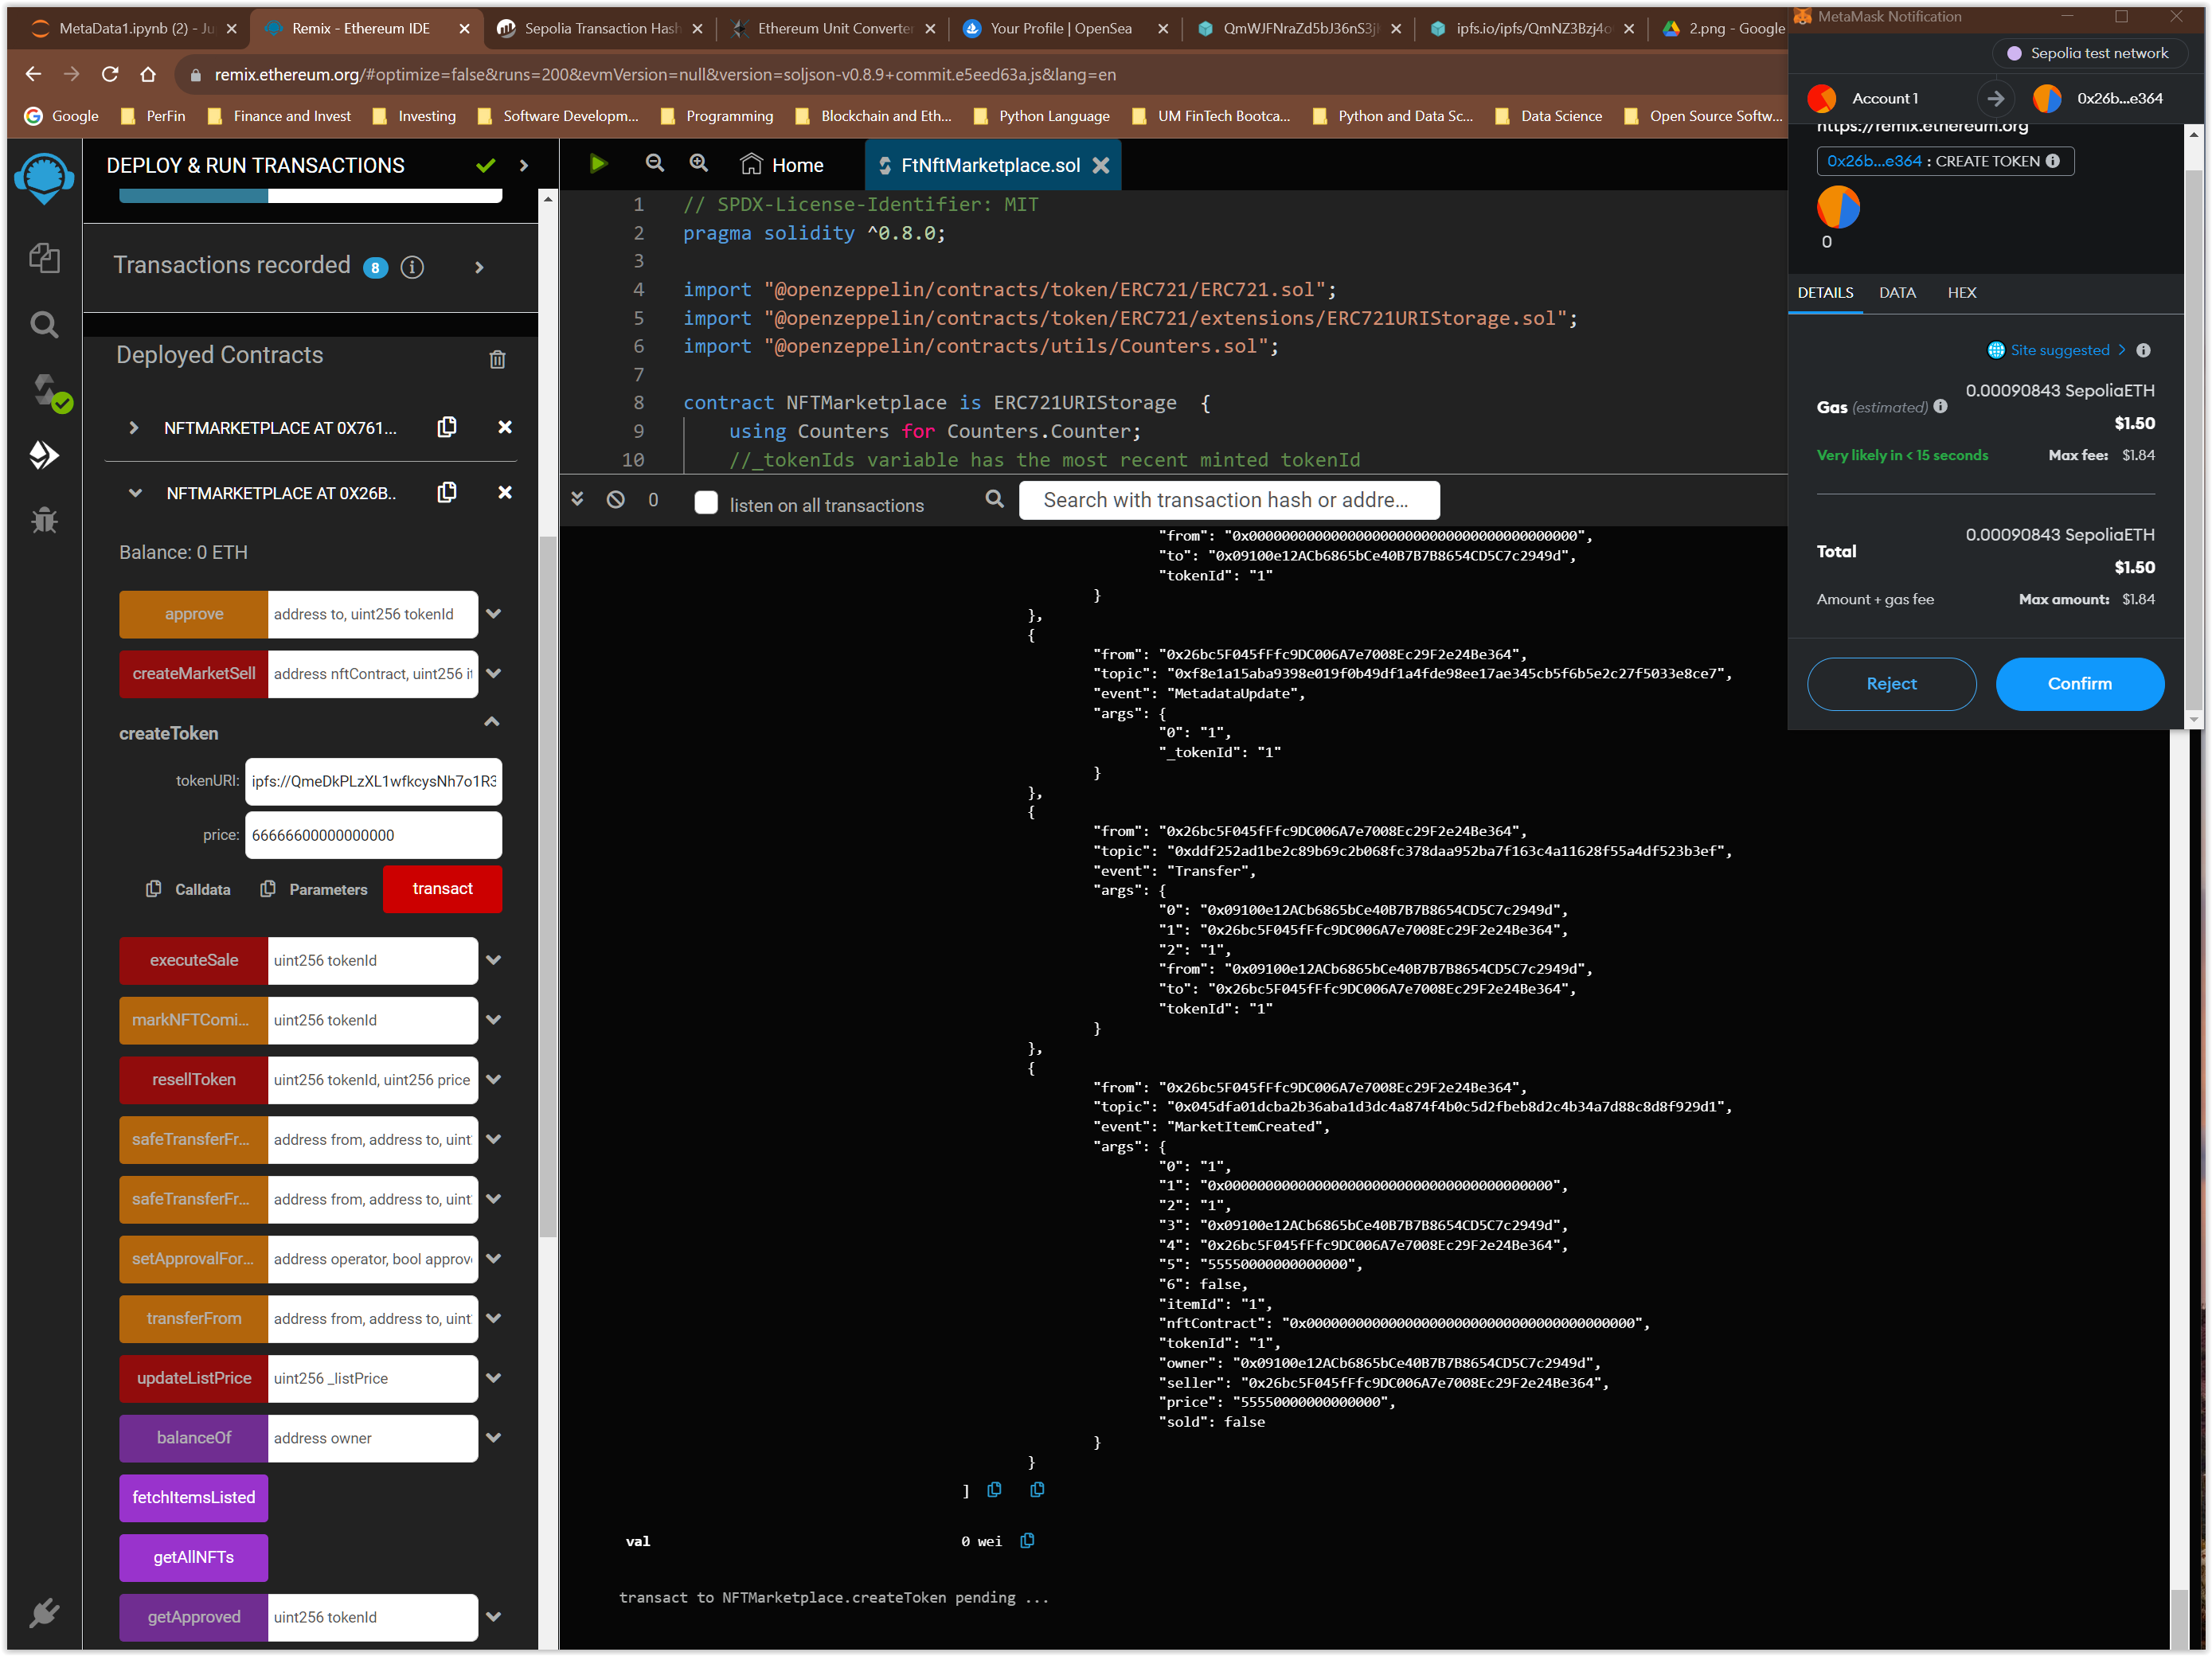 MetaData1.ipynb (2) - Ju
Remix - Ethereum IDE
Sepolia Transaction Hash
Ethereum Unit Converter
Your Profile | OpenSea
QmWJFNraZd5bJ36nS3j
ipfs.io/ipfs/QmNZ3Bzj4o
2.png - Google
MetaMask Notification
remix.ethereum.org/#optimize=false&runs=200&evmVersion=null&version=soljson-v0.8.9+commit.e5eed63a.js&lang=en
Google
PerFin
Finance and Invest
Investing
Software Developm...
Programming
Blockchain and Eth...
Python Language
UM FinTech Bootca...
Python and Data Sc...
Data Science
Open Source Softw...
Sepolia test network
Account 1
0x26b...e364
https://remix.ethereum.org
0x26b...e364 : CREATE TOKEN
0
DETAILS
DATA
HEX
Site suggested >
Gas (estimated)
0.00090843 SepoliaETH
$1.50
Very likely in < 15 seconds
Max fee: $1.84
Total
0.00090843 SepoliaETH
$1.50
Amount + gas fee
Max amount: $1.84
Reject
Confirm
DEPLOY & RUN TRANSACTIONS
Transactions recorded 8
Deployed Contracts
NFTMARKETPLACE AT 0X761...
NFTMARKETPLACE AT 0X26B..
Balance: 0 ETH
approve address to, uint256 tokenId
createMarketSell address nftContract, uint256 it
createToken
tokenURI: ipfs://QmeDkPLzXL1wfkcysNh7o1R3
price: 66666600000000000
Calldata
Parameters
transact
executeSale uint256 tokenId
markNFTComi... uint256 tokenId
resellToken uint256 tokenId, uint256 price
safeTransferFr... address from, address to, uint
safeTransferFr... address from, address to, uint
setApprovalFor... address operator, bool approv
transferFrom address from, address to, uint
updateListPrice uint256 _listPrice
balanceOf address owner
fetchItemsListed
getAllNFTs
getApproved uint256 tokenId
Home
FtNftMarketplace.sol
1 // SPDX-License-Identifier: MIT
2 pragma solidity ^0.8.0;
3
4 import "@openzeppelin/contracts/token/ERC721/ERC721.sol";
5 import "@openzeppelin/contracts/token/ERC721/extensions/ERC721URIStorage.sol";
6 import "@openzeppelin/contracts/utils/Counters.sol";
7
8 contract NFTMarketplace is ERC721URIStorage {
9 using Counters for Counters.Counter;
10 //_tokenIds variable has the most recent minted tokenId
0
listen on all transactions
Search with transaction hash or addre...
"from": "0x0000000000000000000000000000000000000000",
"to": "0x09100e12ACb6865bCe40B7B7B8654CD5C7c2949d",
"tokenId": "1"
}
},
{
"from": "0x26bc5F045fFfc9DC006A7e7008Ec29F2e24Be364",
"topic": "0xf8e1a15aba9398e019f0b49df1a4fde98ee17ae345cb5f6b5e2c27f5033e8ce7",
"event": "MetadataUpdate",
"args": {
"0": "1",
"_tokenId": "1"
}
},
{
"from": "0x26bc5F045fFfc9DC006A7e7008Ec29F2e24Be364",
"topic": "0xddf252ad1be2c89b69c2b068fc378daa952ba7f163c4a11628f55a4df523b3ef",
"event": "Transfer",
"args": {
"0": "0x09100e12ACb6865bCe40B7B7B8654CD5C7c2949d",
"1": "0x26bc5F045fFfc9DC006A7e7008Ec29F2e24Be364",
"2": "1",
"from": "0x09100e12ACb6865bCe40B7B7B8654CD5C7c2949d",
"to": "0x26bc5F045fFfc9DC006A7e7008Ec29F2e24Be364",
"tokenId": "1"
}
},
{
"from": "0x26bc5F045fFfc9DC006A7e7008Ec29F2e24Be364",
"topic": "0x045dfa01dcba2b36aba1d3dc4a874f4b0c5d2fbeb8d2c4b34a7d88c8d8f929d1",
"event": "MarketItemCreated",
"args": {
"0": "1",
"1": "0x0000000000000000000000000000000000000000",
"2": "1",
"3": "0x09100e12ACb6865bCe40B7B7B8654CD5C7c2949d",
"4": "0x26bc5F045fFfc9DC006A7e7008Ec29F2e24Be364",
"5": "55550000000000000",
"6": false,
"itemId": "1",
"nftContract": "0x0000000000000000000000000000000000000000",
"tokenId": "1",
"owner": "0x09100e12ACb6865bCe40B7B7B8654CD5C7c2949d",
"seller": "0x26bc5F045fFfc9DC006A7e7008Ec29F2e24Be364",
"price": "55550000000000000",
"sold": false
}
}
]
val 0 wei
transact to NFTMarketplace.createToken pending ...